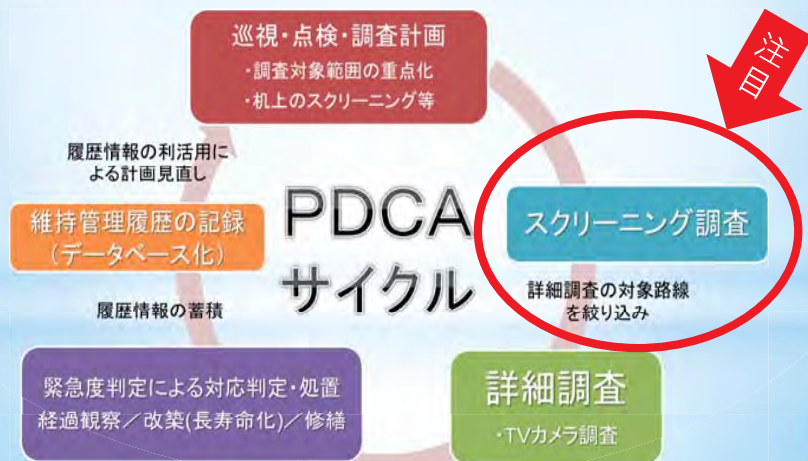 巡視・点検・調査計画
・調査対象範囲の重点化
・机上のスクリーニング等
注目
スクリーニング調査
詳細調査の対象路線
を絞り込み
詳細調査
・TVカメラ調査
緊急度判定による対応判定・処置
経過観察／改築(長寿命化)／修繕
履歴情報の蓄積
維持管理履歴の記録
（データベース化）
履歴情報の利活用に
よる計画見直し
PDCA
サイクル